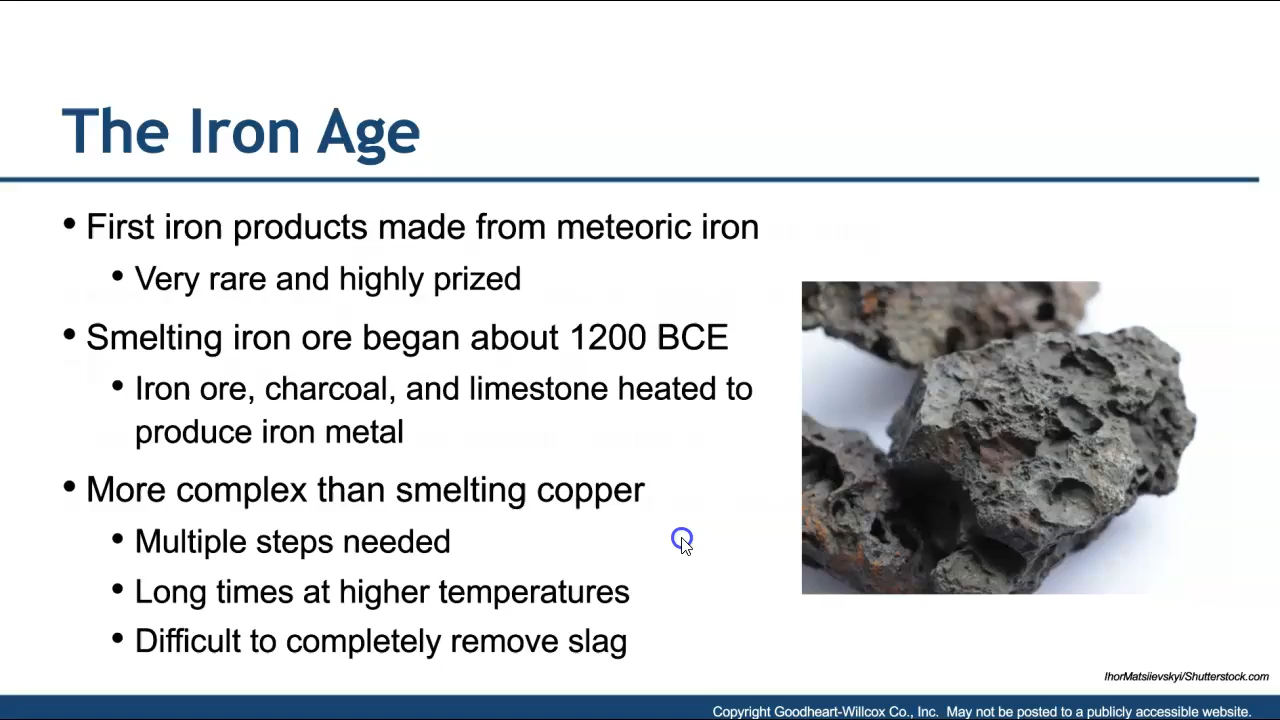 The Iron Age
• First iron products made from meteoric iron
• Very rare and highly prized
• Smelting iron ore began about 1200 BCE
• Iron ore, charcoal, and limestone heated to
produce iron metal
• More complex than smelting copper
• Multiple steps needed
• Long times at higher temperatures
• Difficult to completely remove slag
IhorMatsiievskyi/Shutterstock.com
Copyright Goodheart-Willcox Co., Inc. May not be posted to a publicly accessible website.